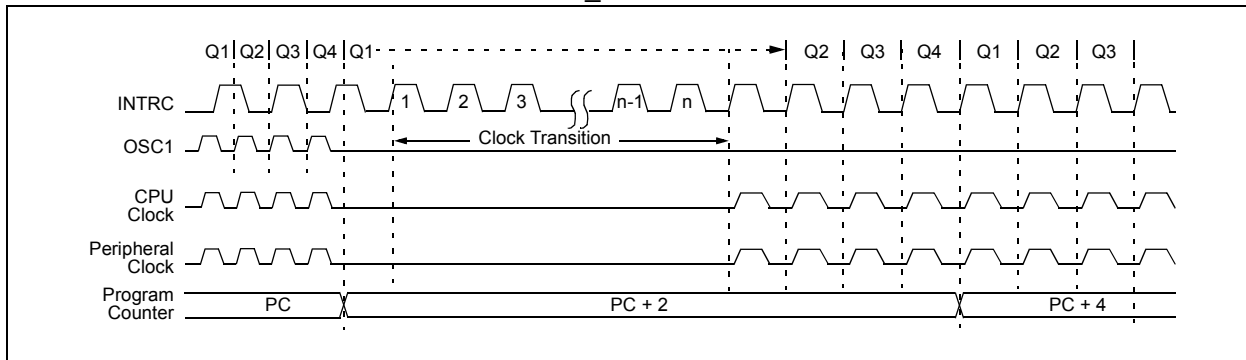 Q1 Q2 Q3 Q4 Q1 Q2 Q3 Q4 Q1 Q2 Q3
INTRC 1 2 3 n-1 n
Clock Transition
OSC1
CPU
Clock
Peripheral
Clock
Program
Counter
PC PC + 2 PC + 4